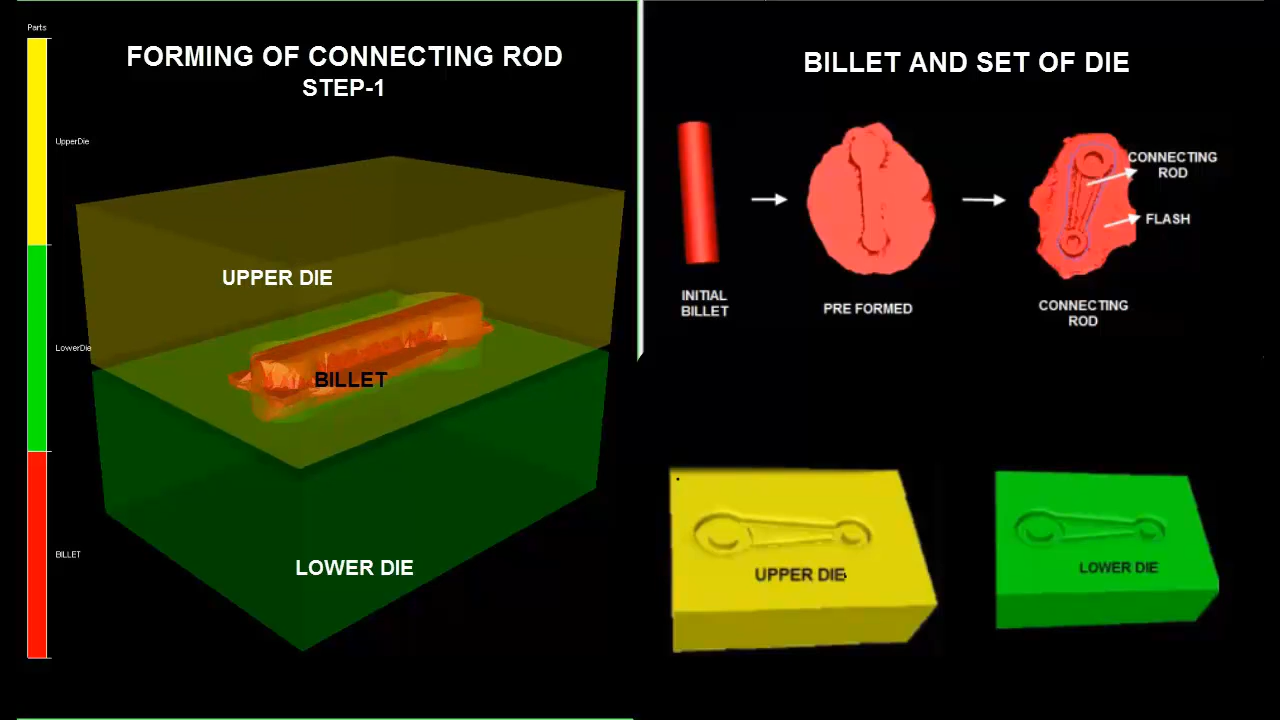 Parts
UpperDie
LowerDie
BILLET
FORMING OF CONNECTING ROD
STEP-1
UPPER DIE
BILLET
LOWER DIE
BILLET AND SET OF DIE
CONNECTING
ROD
FLASH
INITIAL
BILLET
PRE FORMED
CONNECTING
ROD
UPPER DIE
LOWER DIE